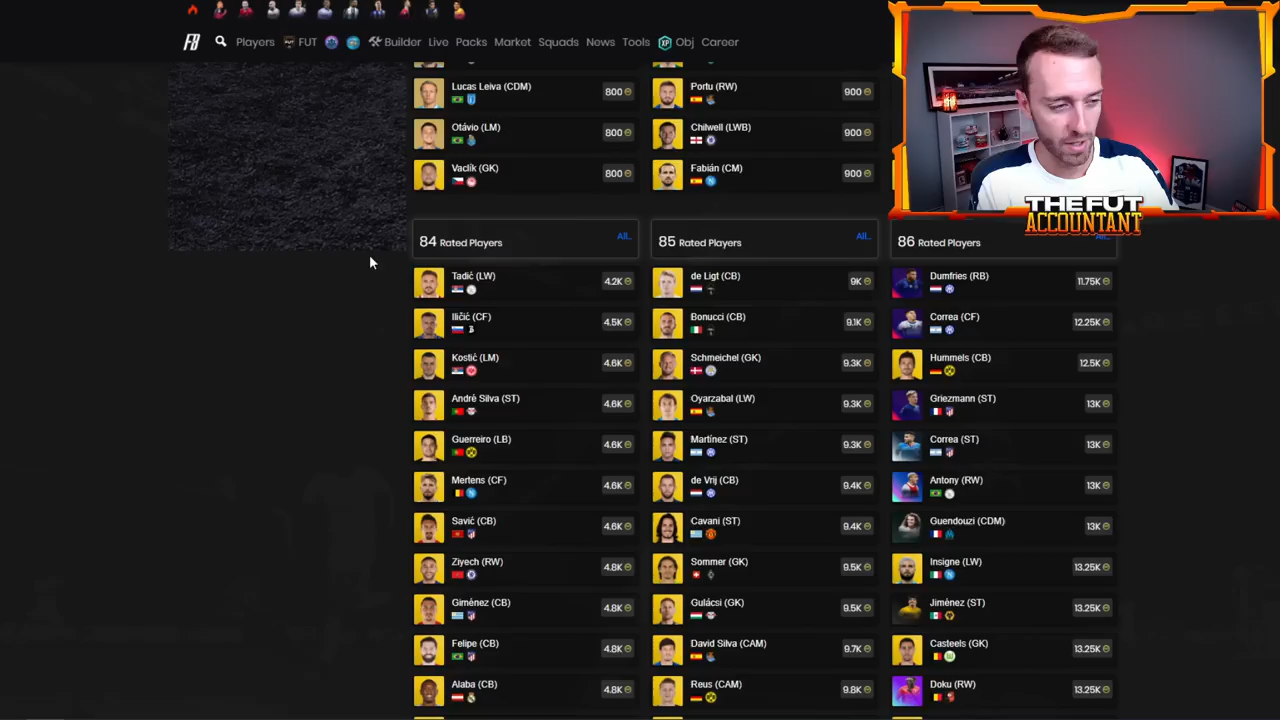 F8 Players FUT Builder Live Packs Market Squads News Tools XP Obj Career
Lucas Leiva (CDM) 800
Otávio (LM) 800
Vaclík (GK) 800
Portu (RW) 900
Chilwell (LWB) 900
Fabián (CM) 900
THE FUT
ACCOUNTANT
84 Rated Players All..
Tadić (LW) 4.2K
Iličić (CF) 4.5K
Kostić (LM) 4.6K
André Silva (ST) 4.6K
Guerreiro (LB) 4.6K
Mertens (CF) 4.6K
Savić (CB) 4.6K
Ziyech (RW) 4.8K
Giménez (CB) 4.8K
Felipe (CB) 4.8K
Alaba (CB) 4.8K
85 Rated Players All..
de Ligt (CB) 9K
Bonucci (CB) 9.1K
Schmeichel (GK) 9.3K
Oyarzabal (LW) 9.3K
Martínez (ST) 9.3K
de Vrij (CB) 9.4K
Cavani (ST) 9.4K
Sommer (GK) 9.5K
Gulácsi (GK) 9.5K
David Silva (CAM) 9.7K
Reus (CAM) 9.8K
86 Rated Players All..
Dumfries (RB) 11.75K
Correa (CF) 12.25K
Hummels (CB) 12.5K
Griezmann (ST) 13K
Correa (ST) 13K
Antony (RW) 13K
Guendouzi (CDM) 13K
Insigne (LW) 13.25K
Jiménez (ST) 13.25K
Casteels (GK) 13.25K
Doku (RW) 13.25K